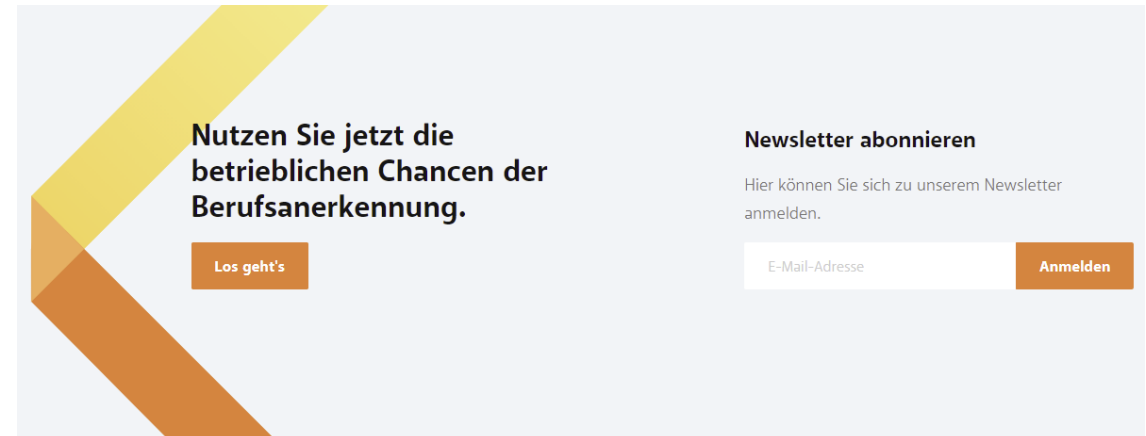 Nutzen Sie jetzt die
betrieblichen Chancen der
Berufsanerkennung.
Los geht's
Newsletter abonnieren
Hier können Sie sich zu unserem Newsletter
anmelden.
E-Mail-Adresse
Anmelden